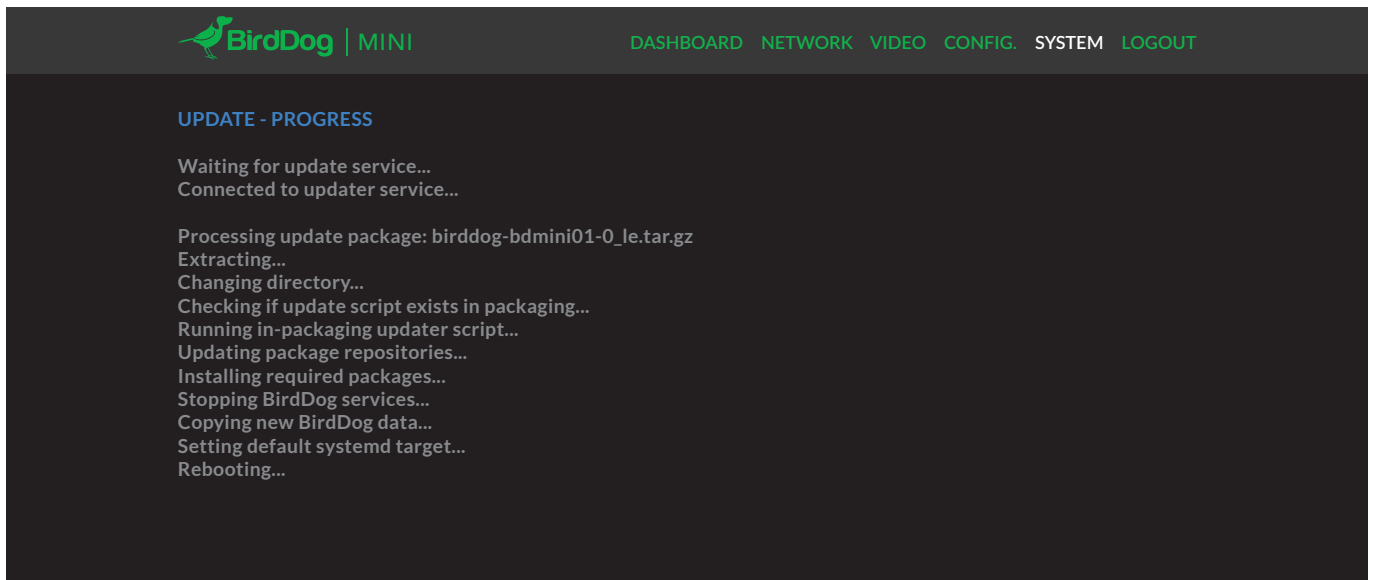 BirdDog | MINI
DASHBOARD NETWORK VIDEO CONFIG. SYSTEM LOGOUT
UPDATE - PROGRESS
Waiting for update service...
Connected to updater service...
Processing update package: birddog-bdmini01-0_le.tar.gz
Extracting...
Changing directory...
Checking if update script exists in packaging...
Running in-packaging updater script...
Updating package repositories...
Installing required packages...
Stopping BirdDog services...
Copying new BirdDog data...
Setting default systemd target...
Rebooting...